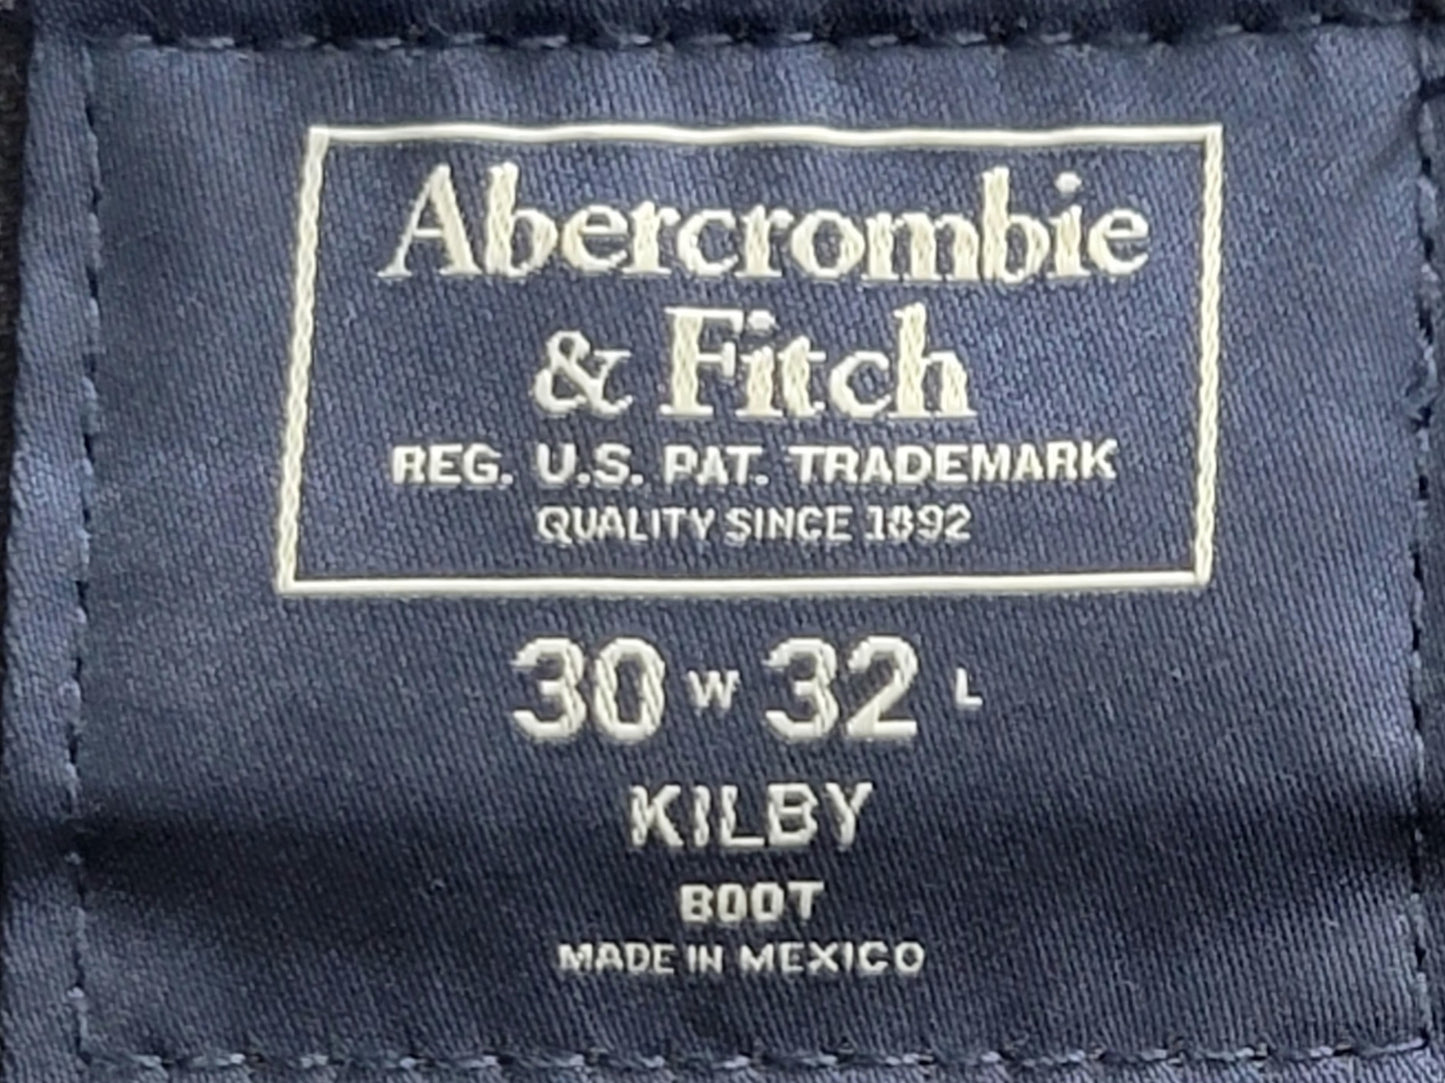 Abercrombie
& Fitch
REG. U.S. PAT. TRADEMARK
QUALITY SINCE 1892
30 W 32 L
KILBY
BOOT
MADE IN MEXICO